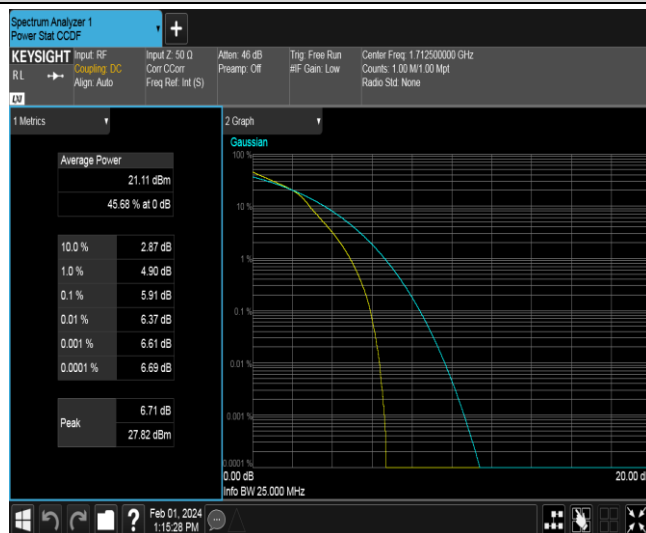 Spectrum Analyzer 1
Power Stat CCDF
+
KEYSIGHT
RL
LXI
Input: RF
Coupling: DC
Align: Auto
Input Z: 50 Ω
Corr CCorr
Freq Ref: Int (S)
Atten: 46 dB
Preamp: Off
Trig: Free Run
#IF Gain: Low
Center Freq: 1.712500000 GHz
Counts: 1.00 M/1.00 Mpt
Radio Std: None
1 Metrics
Average Power
21.11 dBm
45.68 % at 0 dB
10.0 % 2.87 dB
1.0 % 4.90 dB
0.1 % 5.91 dB
0.01 % 6.37 dB
0.001 % 6.61 dB
0.0001 % 6.69 dB
Peak
6.71 dB
27.82 dBm
2 Graph
Gaussian
100 %
10 %
1 %
0.1 %
0.01 %
0.001 %
0.0001 %
0.00 dB
20.00 d
Info BW 25.000 MHz
?
Feb 01, 2024
1:15:28 PM